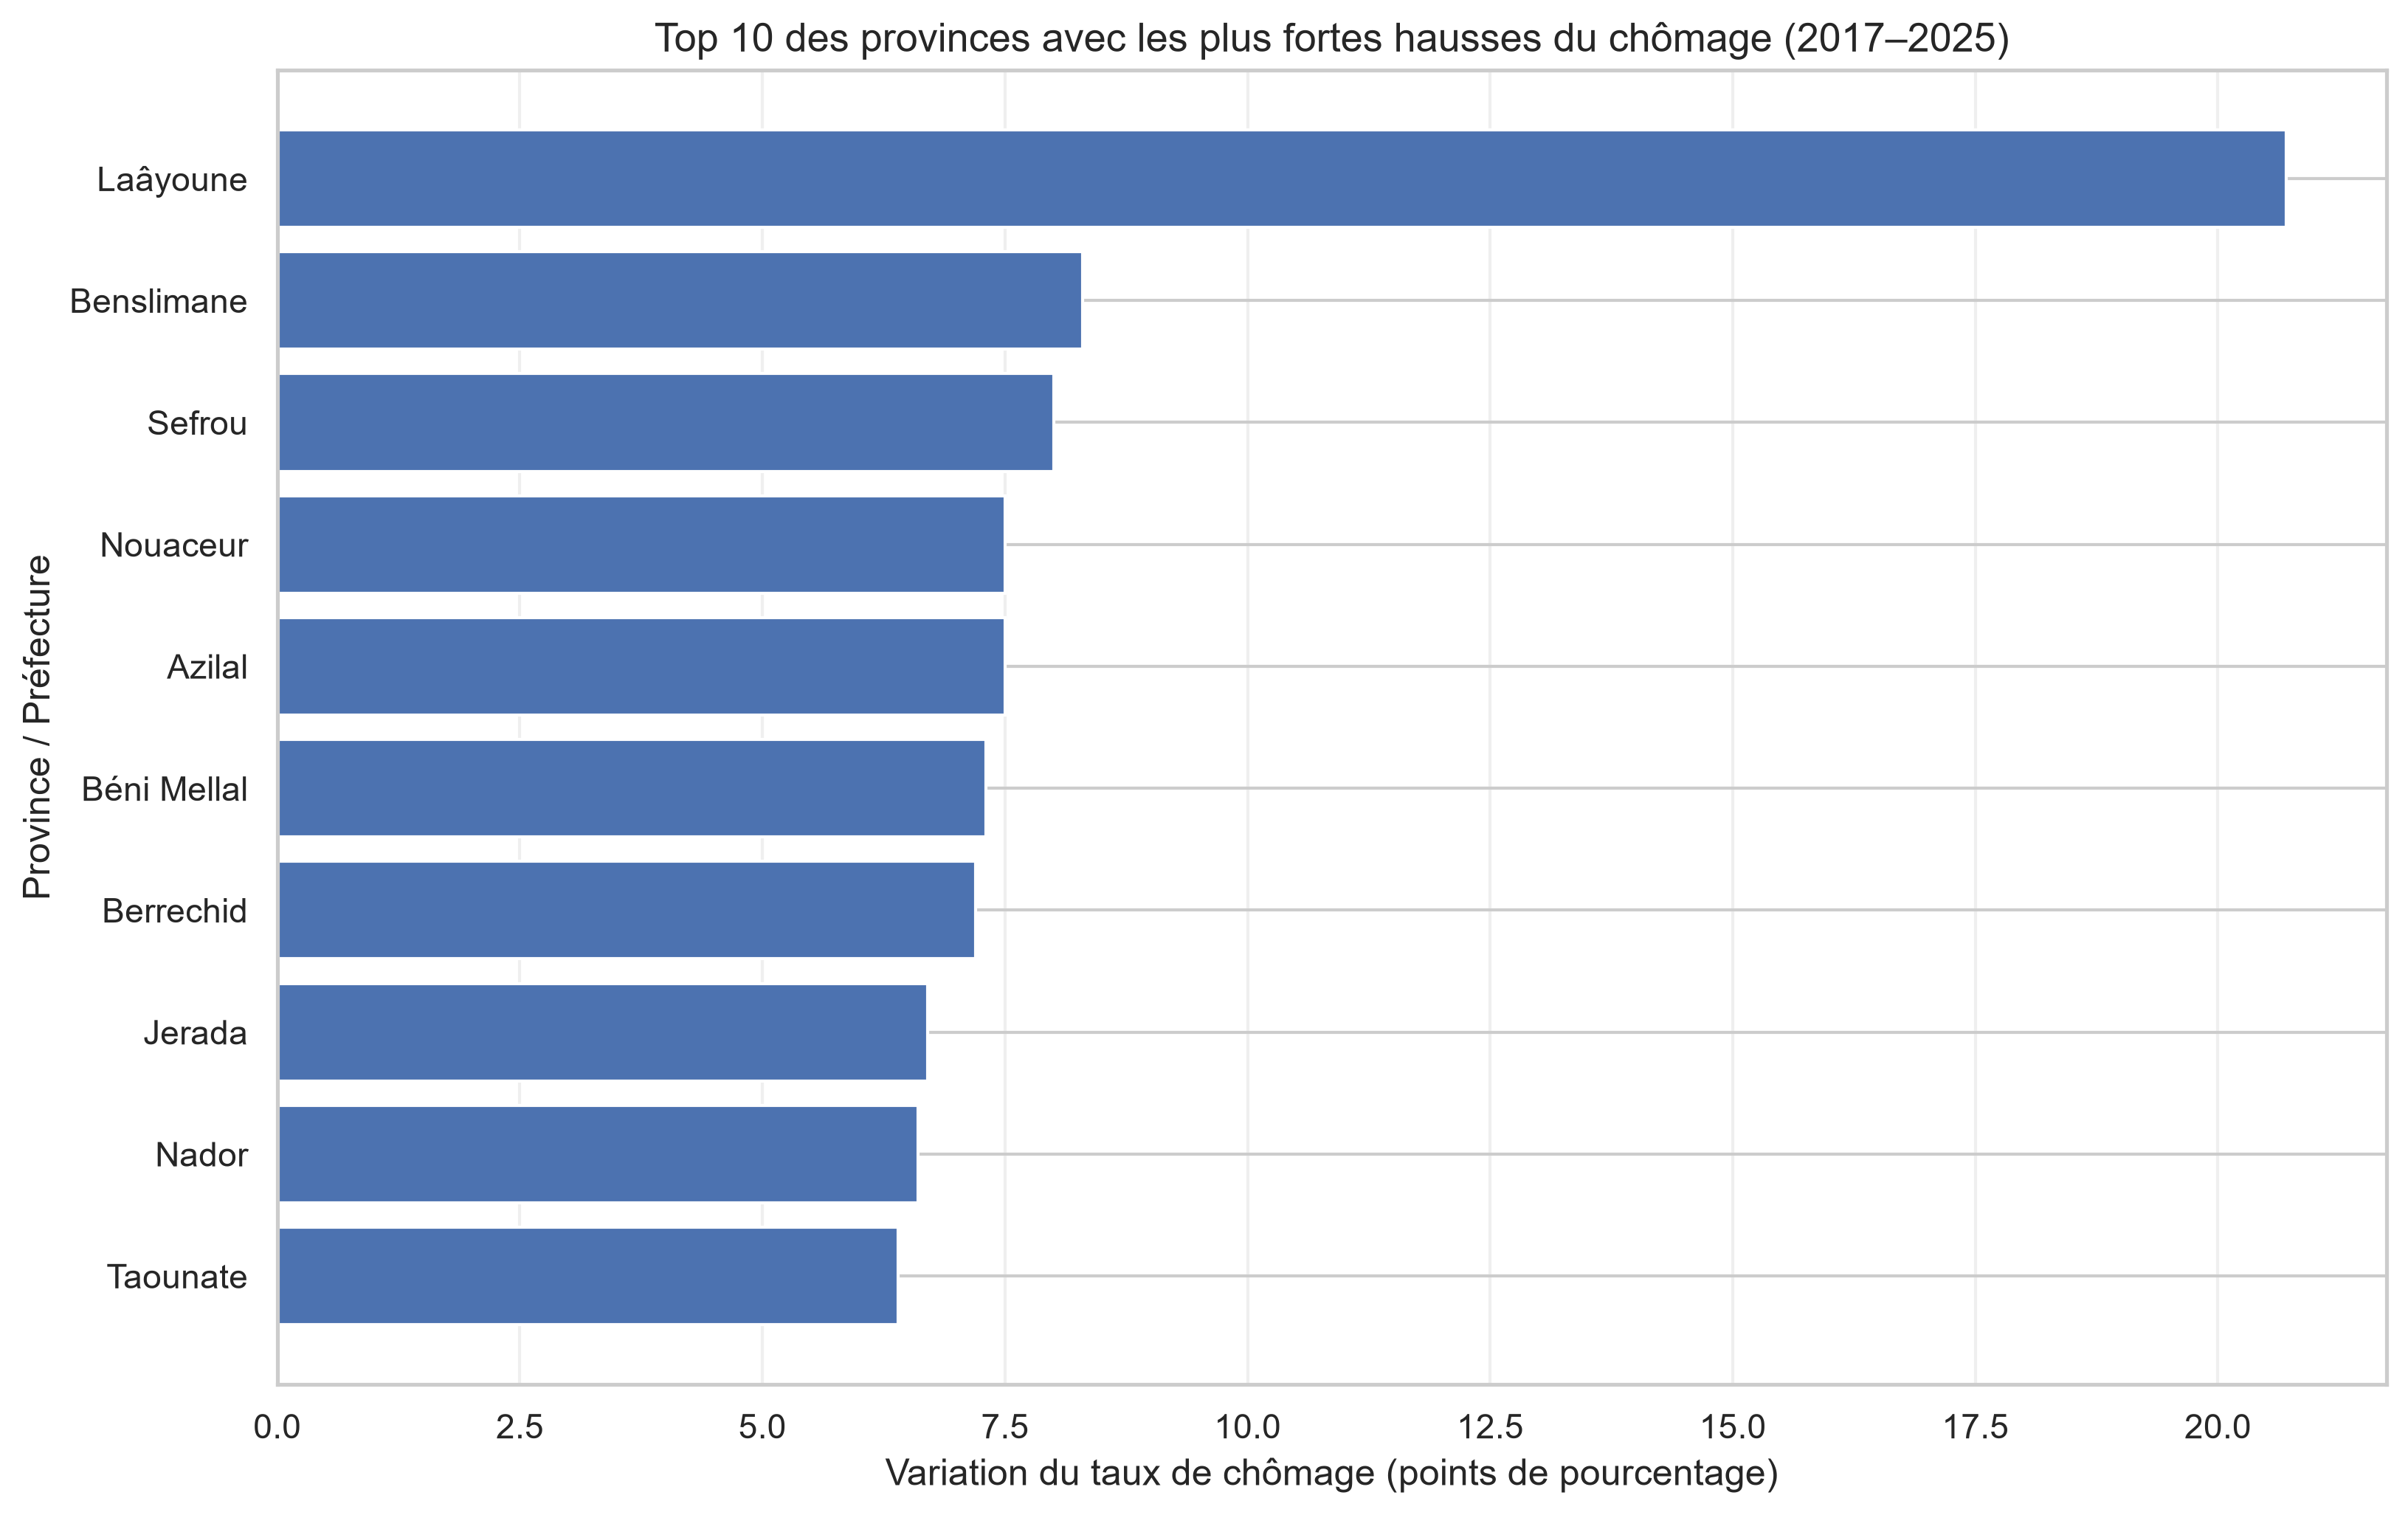 Top 10 des provinces avec les plus fortes hausses du chômage (2017–2025)
Province / Préfecture
Laâyoune
Benslimane
Sefrou
Nouaceur
Azilal
Béni Mellal
Berrechid
Jerada
Nador
Taounate
0.0 2.5 5.0 7.5 10.0 12.5 15.0 17.5 20.0
Variation du taux de chômage (points de pourcentage)